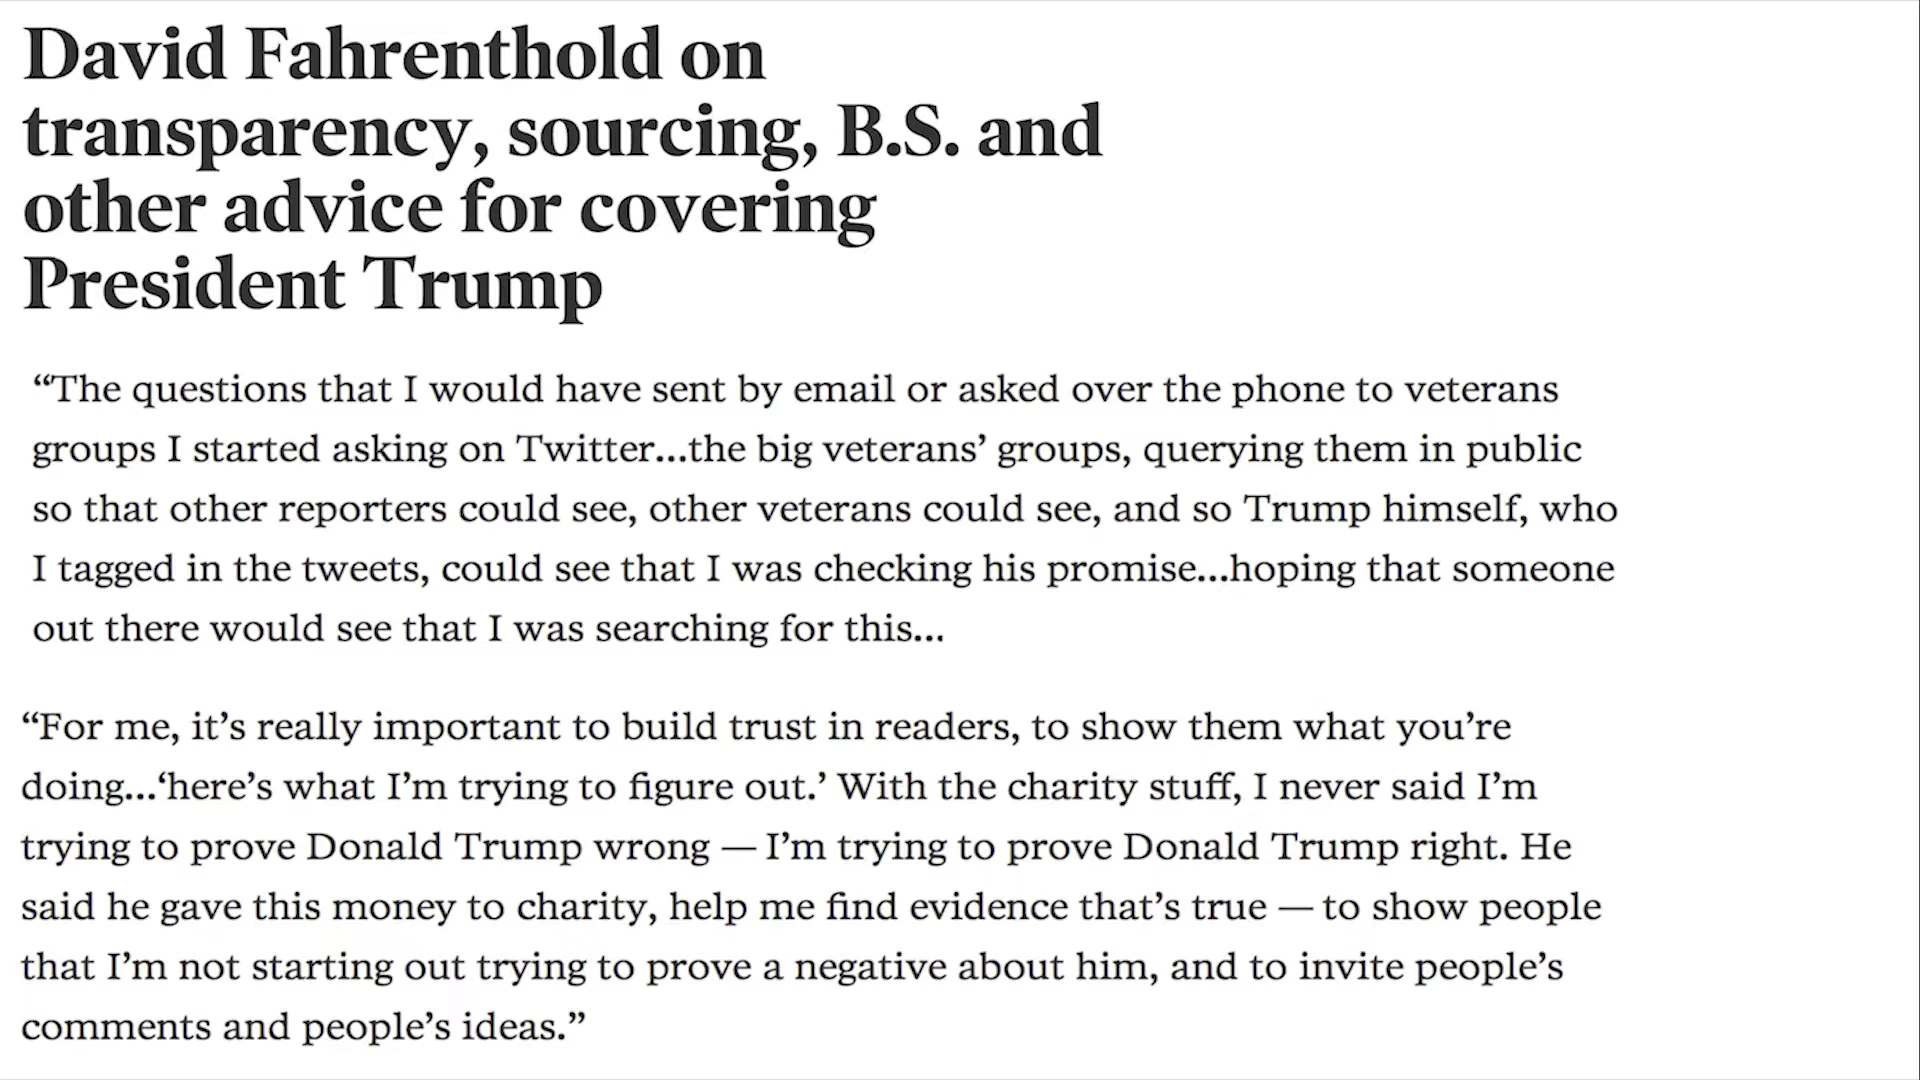 David Fahrenthold on
transparency, sourcing, B.S. and
other advice for covering
President Trump
“The questions that I would have sent by email or asked over the phone to veterans
groups I started asking on Twitter...the big veterans’ groups, querying them in public
so that other reporters could see, other veterans could see, and so Trump himself, who
I tagged in the tweets, could see that I was checking his promise...hoping that someone
out there would see that I was searching for this...
“For me, it’s really important to build trust in readers, to show them what you’re
doing...‘here’s what I’m trying to figure out.’ With the charity stuff, I never said I’m
trying to prove Donald Trump wrong — I’m trying to prove Donald Trump right. He
said he gave this money to charity, help me find evidence that’s true — to show people
that I’m not starting out trying to prove a negative about him, and to invite people’s
comments and people’s ideas.”